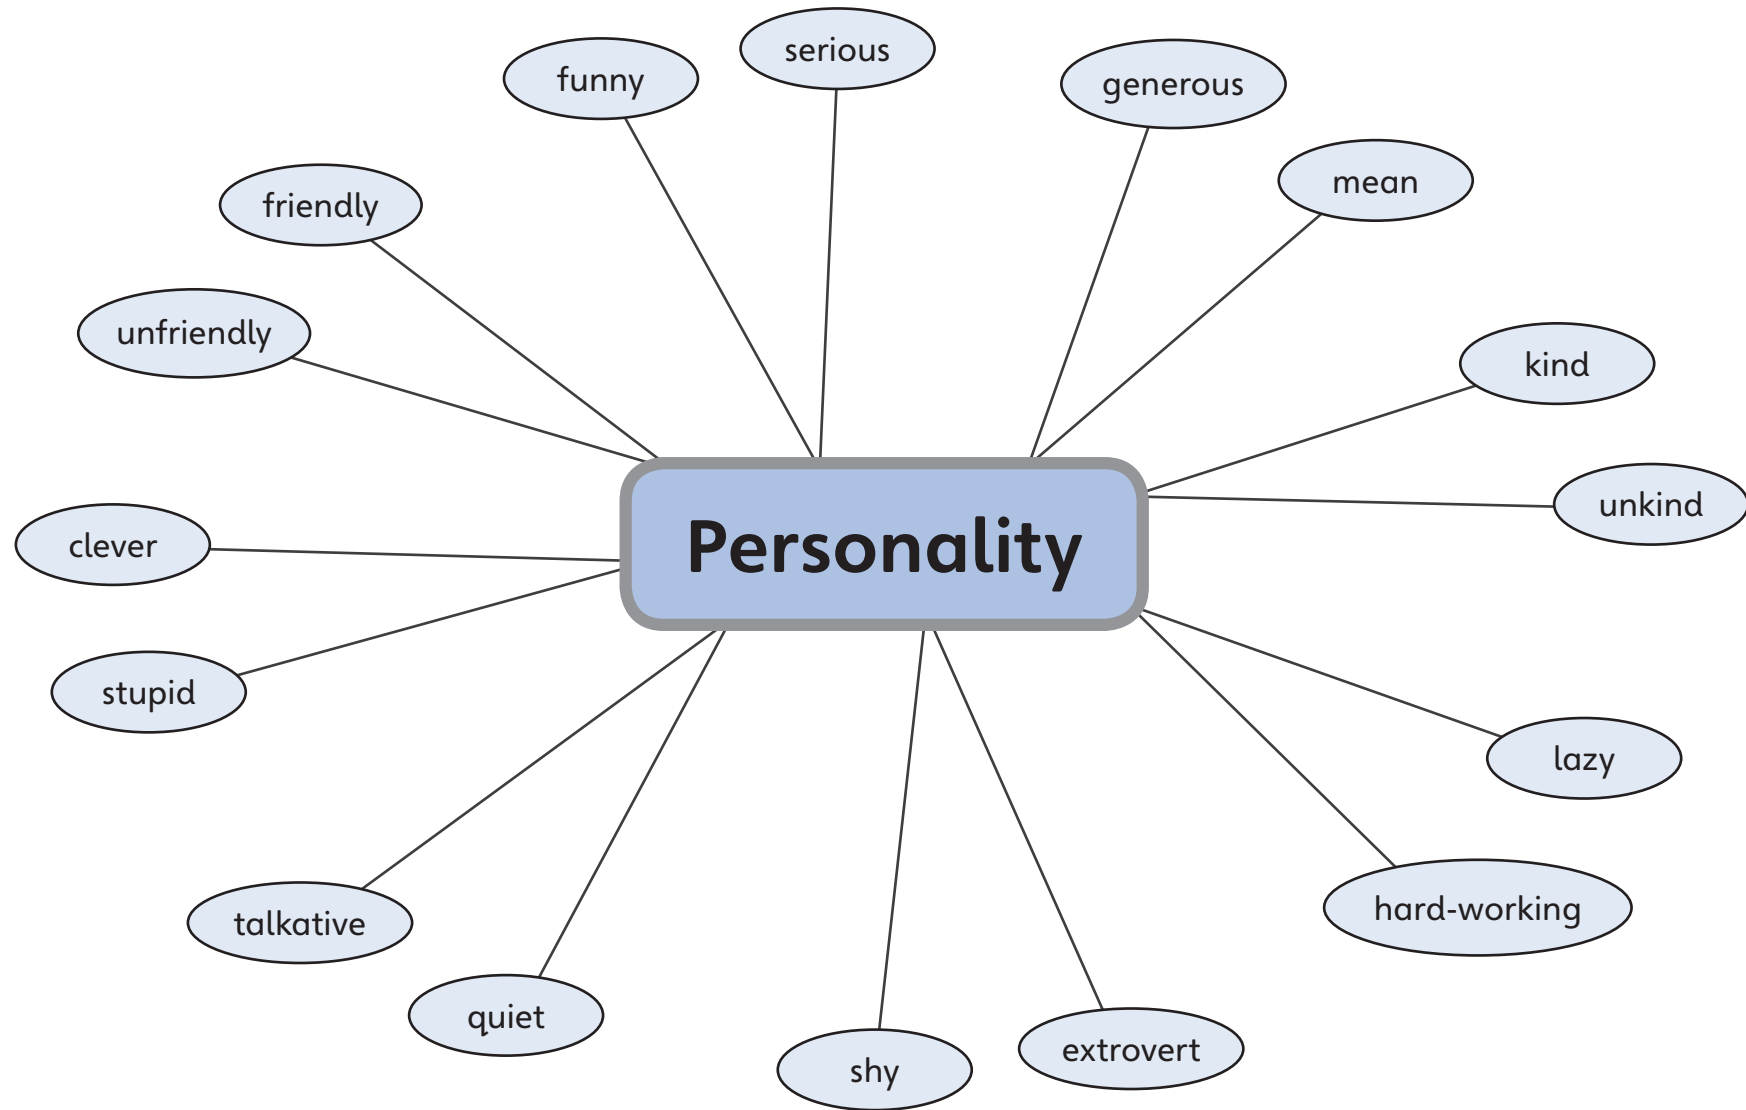 serious
funny
generous
mean
friendly
unfriendly
kind
unkind
Personality
clever
stupid
lazy
hard-working
talkative
quiet
shy
extrovert